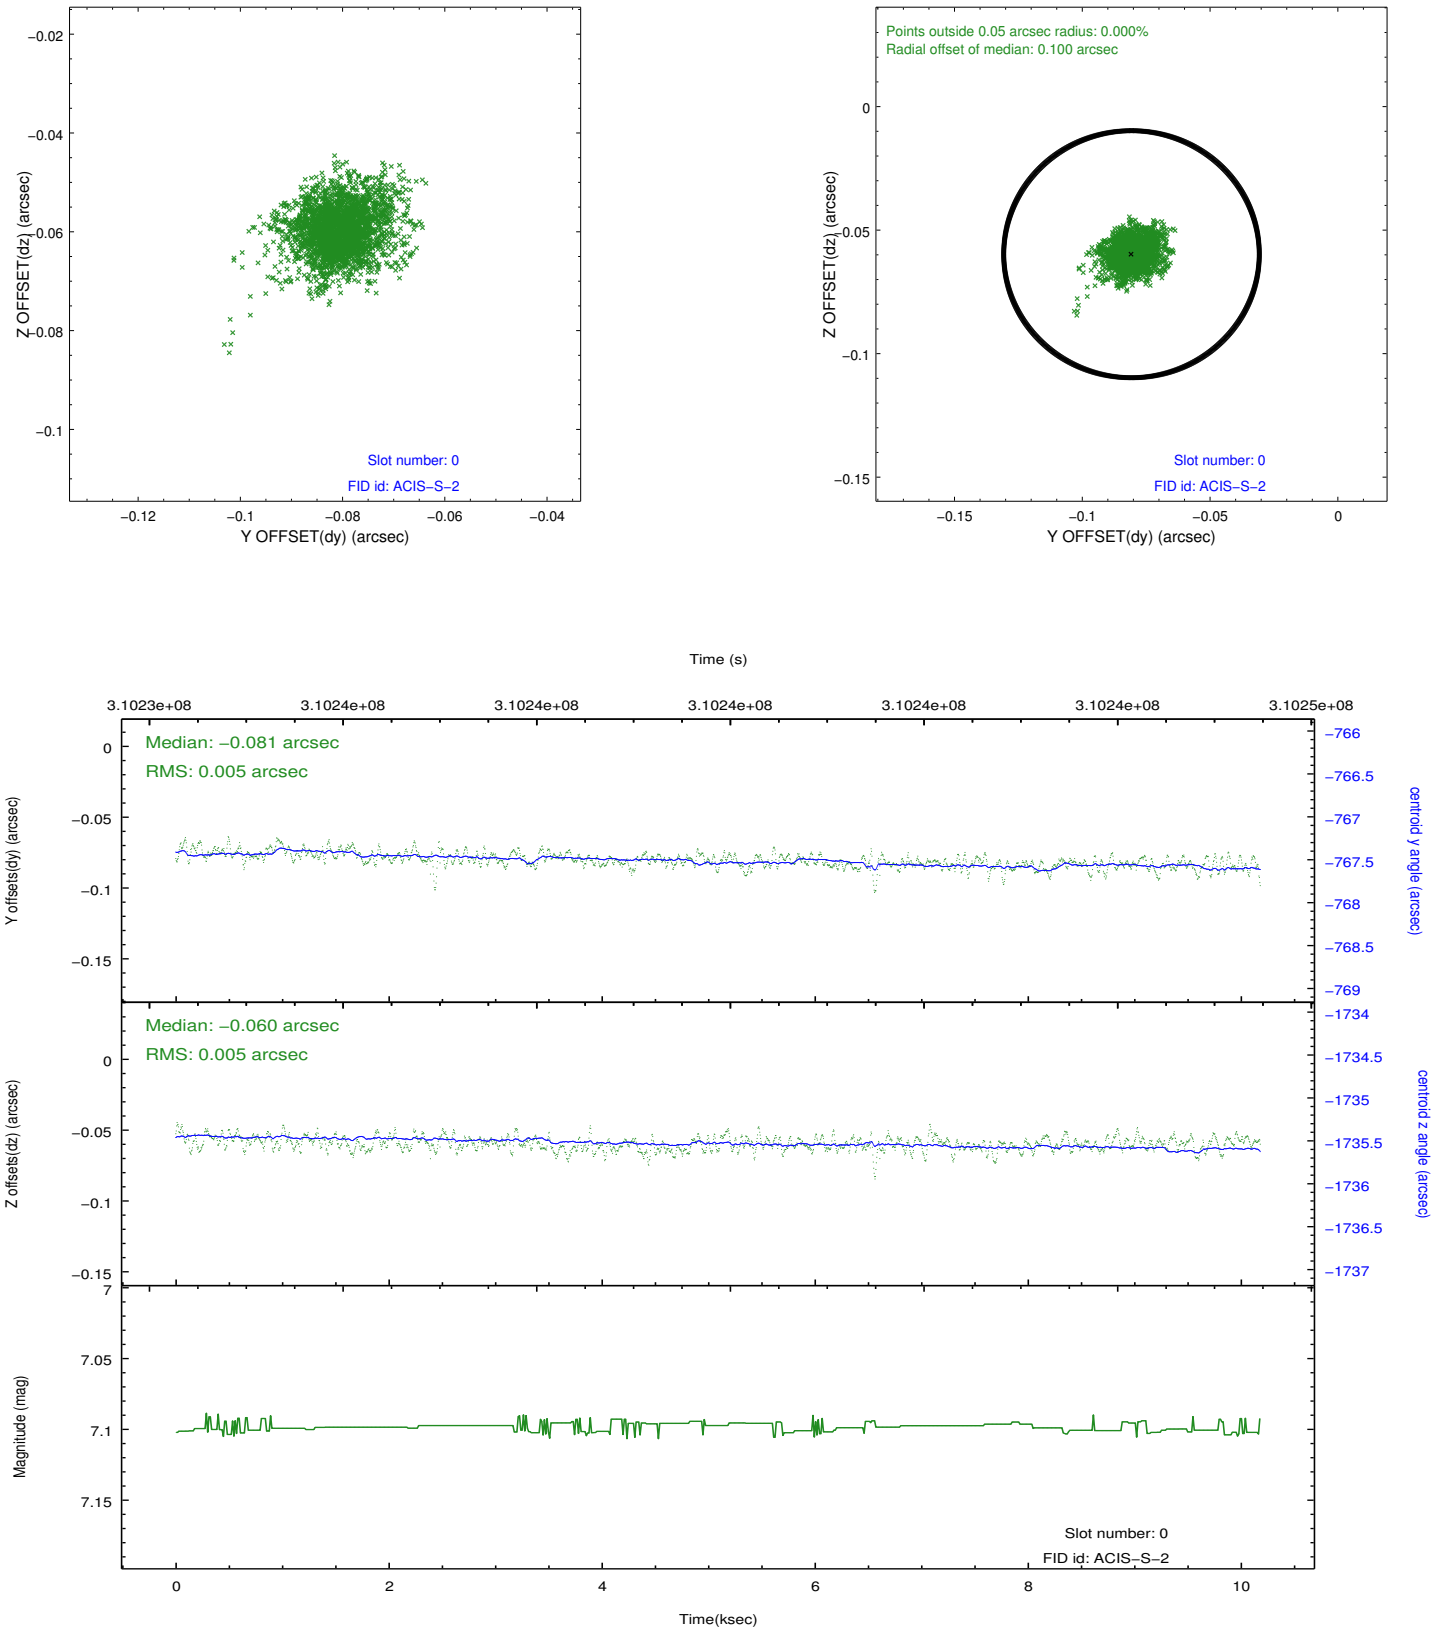 −0.02
−0.04
−0.06
−0.08
−0.1
Z OFFSET(dz) (arcsec)
Slot number: 0
FID id: ACIS−S−2
−0.12
−0.1
−0.08
−0.06
−0.04
Y OFFSET(dy) (arcsec)
Points outside 0.05 arcsec radius: 0.000%
Radial offset of median: 0.100 arcsec
0
−0.05
−0.1
−0.15
Z OFFSET(dz) (arcsec)
Slot number: 0
FID id: ACIS−S−2
−0.15
−0.1
−0.05
0
Y OFFSET(dy) (arcsec)
Time (s)
3.1023e+08
3.1024e+08
3.1024e+08
3.1024e+08
3.1024e+08
3.1024e+08
3.1025e+08
Median: −0.081 arcsec
RMS: 0.005 arcsec
0
−0.05
−0.1
−0.15
Y offsets(dy) (arcsec)
−766
−766.5
−767
−767.5
−768
−768.5
−769
centroid y angle (arcsec)
Median: −0.060 arcsec
RMS: 0.005 arcsec
0
−0.05
−0.1
−0.15
Z offsets(dz) (arcsec)
−1734
−1734.5
−1735
−1735.5
−1736
−1736.5
−1737
centroid z angle (arcsec)
7
7.05
7.1
7.15
Magnitude (mag)
Slot number: 0
FID id: ACIS−S−2
0
2
4
6
8
10
Time(ksec)